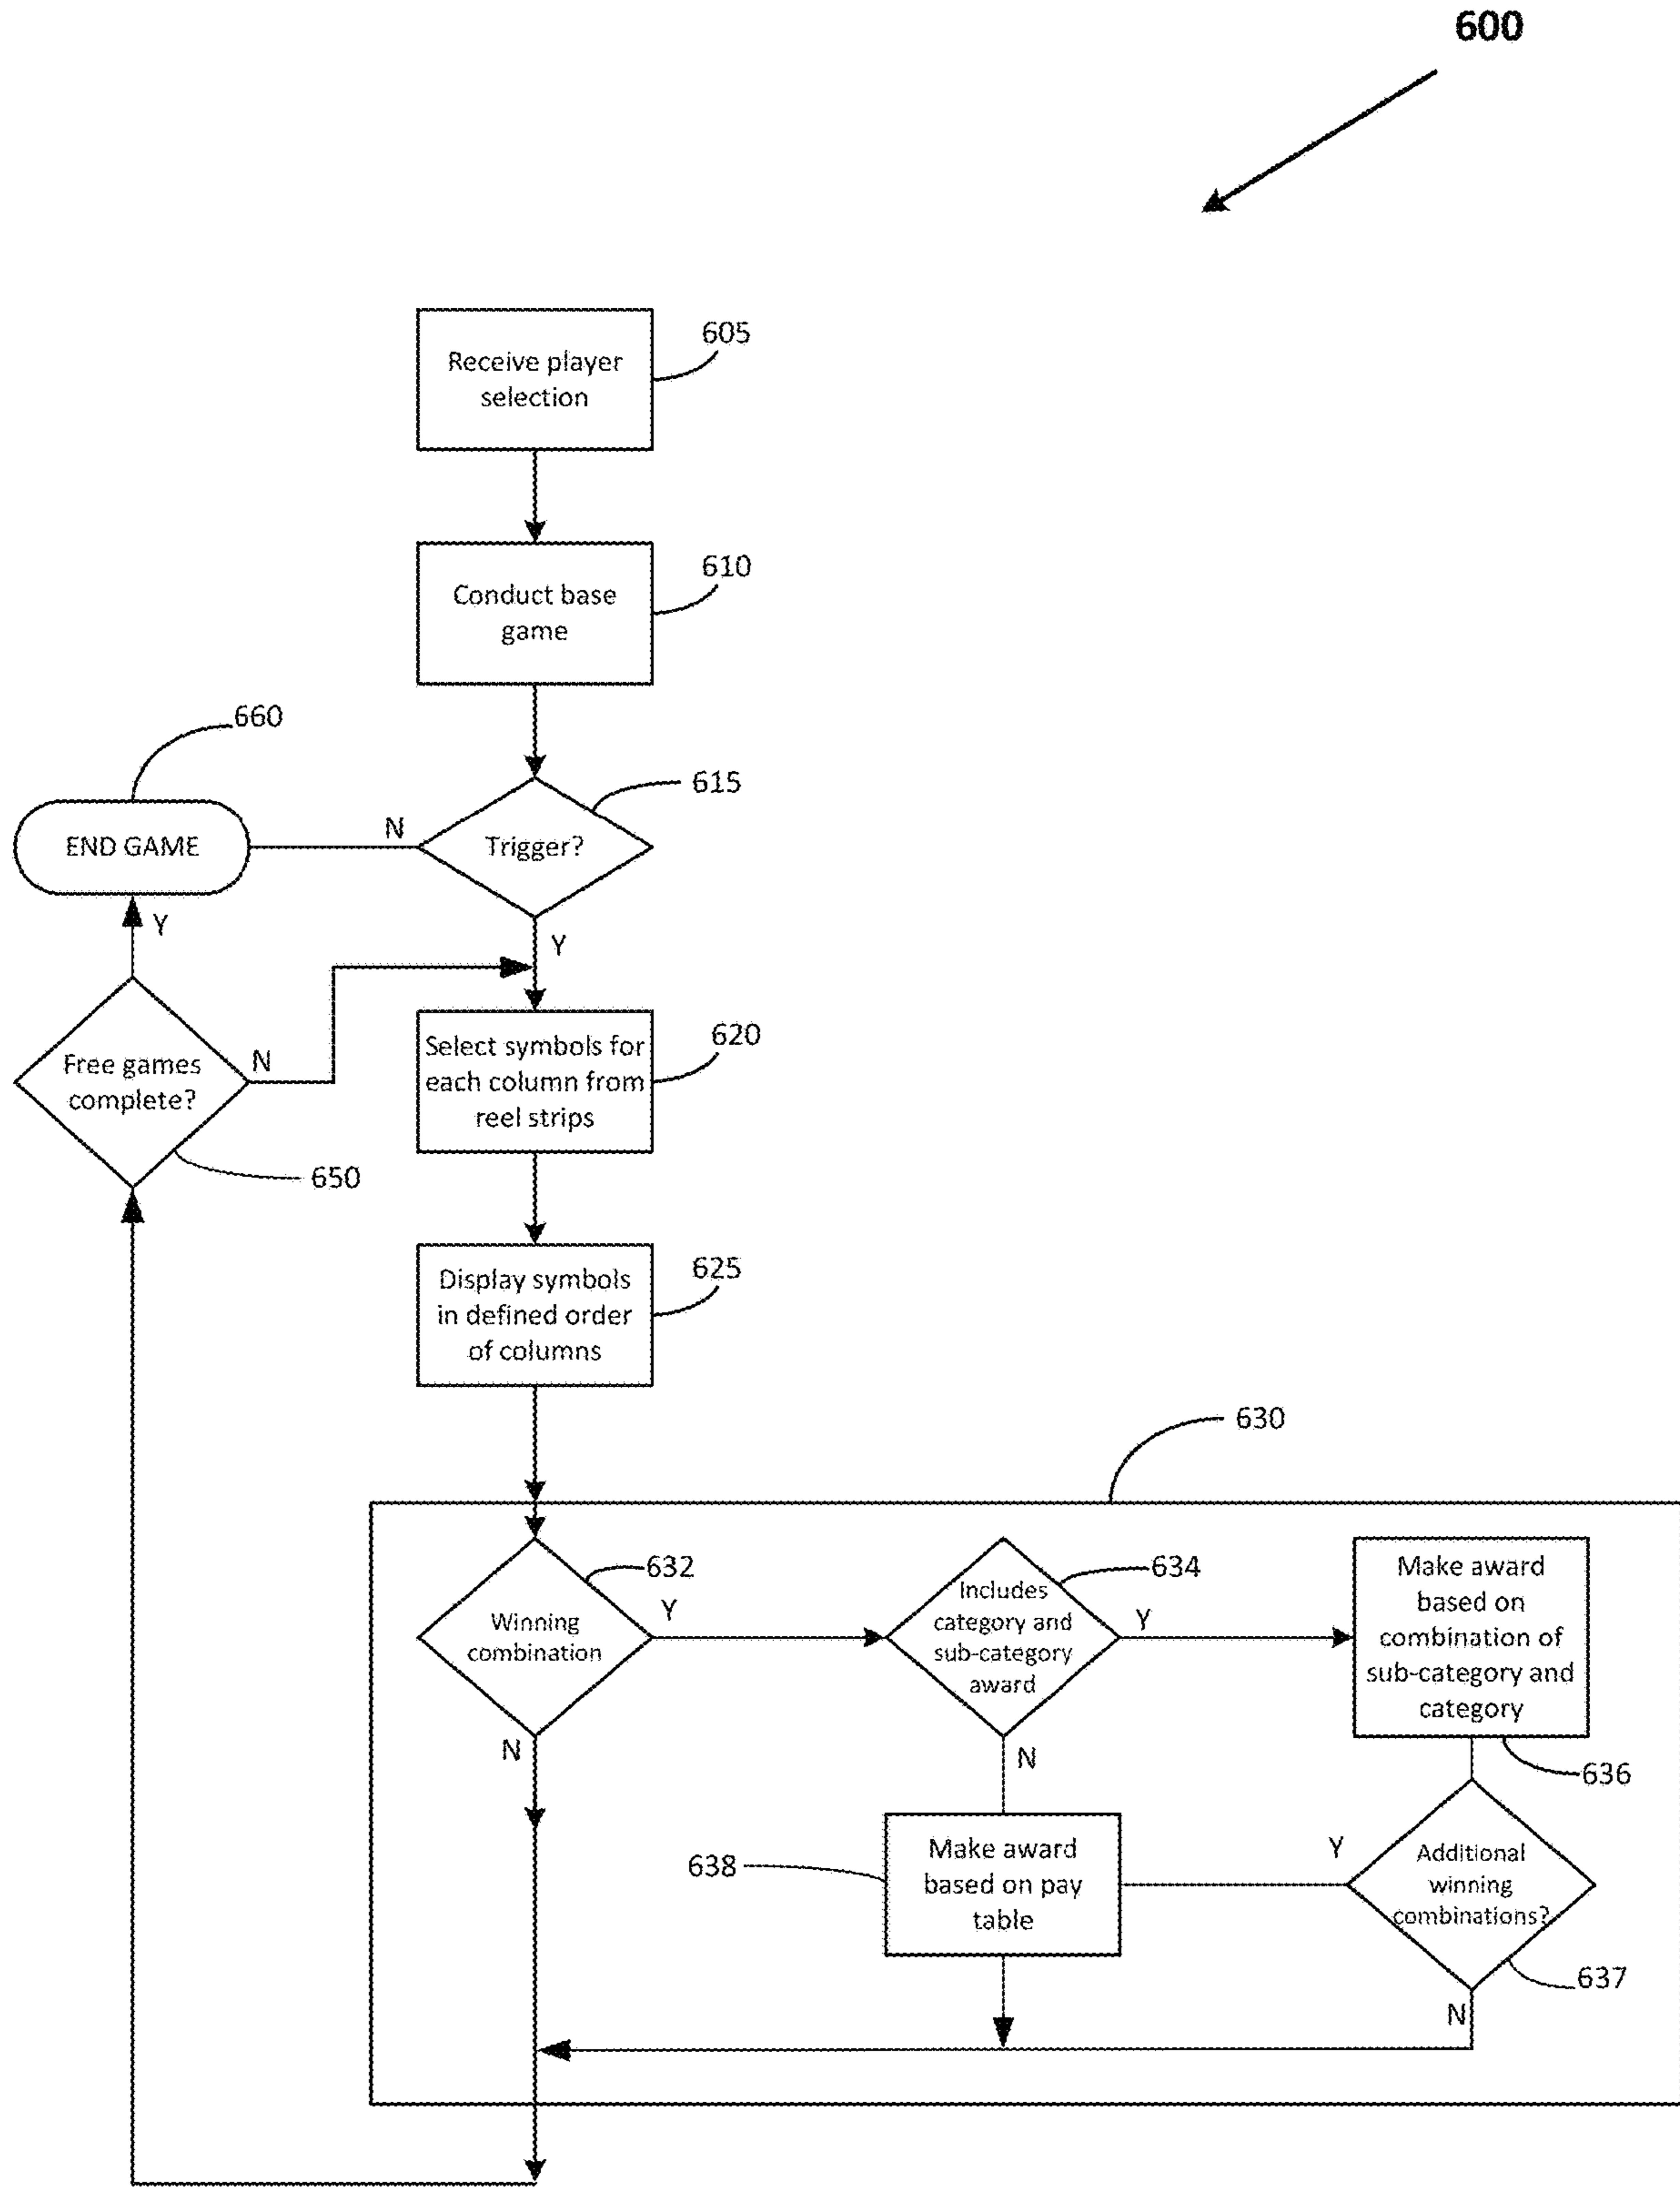 600
605
Receive player
selection
610
Conduct base
game
660
615
END GAME
N
Trigger?
Y
Y
Free games
complete?
N
620
Select symbols for
each column from
reel strips
650
625
Display symbols
in defined order
of columns
630
632
Winning
combination
Y
N
634
Includes
category and
sub-category
award
Y
N
Make award
based on
combination of
sub-category and
category
636
638
Make award
based on pay
table
Y
Additional
winning
combinations?
637
N